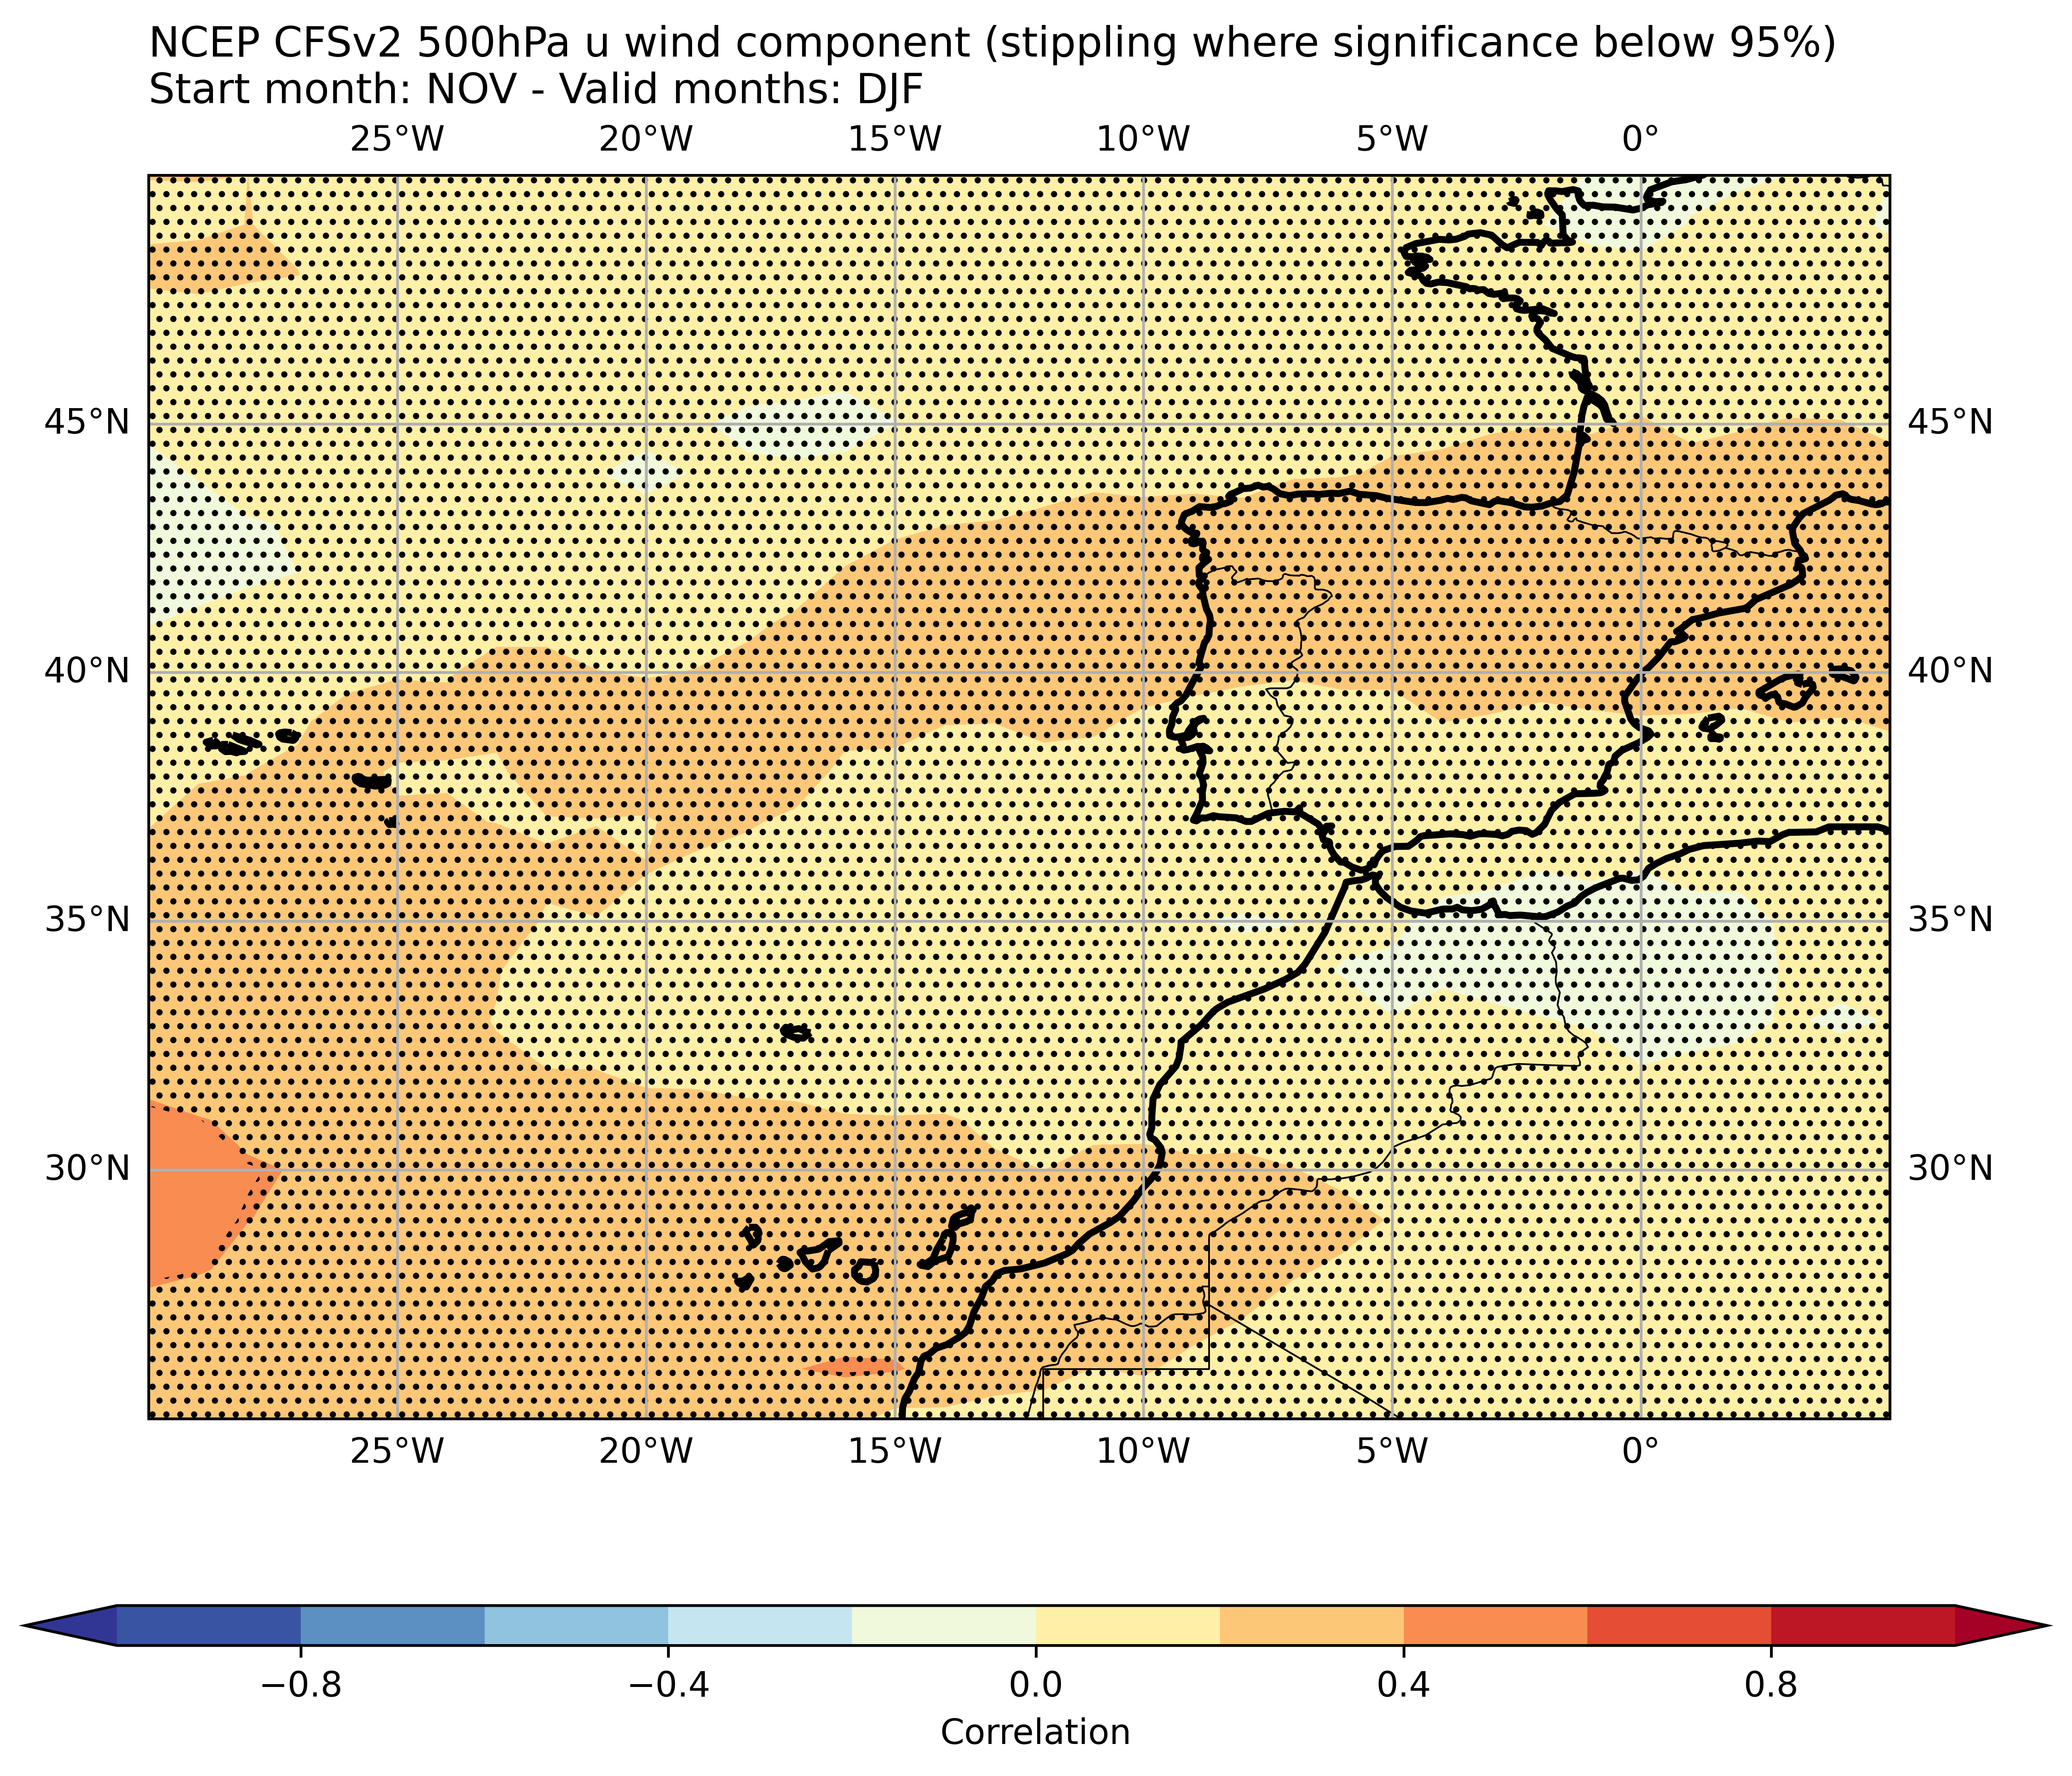 NCEP CFSv2 500hPa u wind component (stippling where significance below 95%)
Start month: NOV - Valid months: DJF
25°W 20°W 15°W 10°W 5°W 0°
45°N 45°N
40°N 40°N
35°N 35°N
30°N 30°N
25°W 20°W 15°W 10°W 5°W 0°
−0.8 −0.4 0.0 0.4 0.8
Correlation